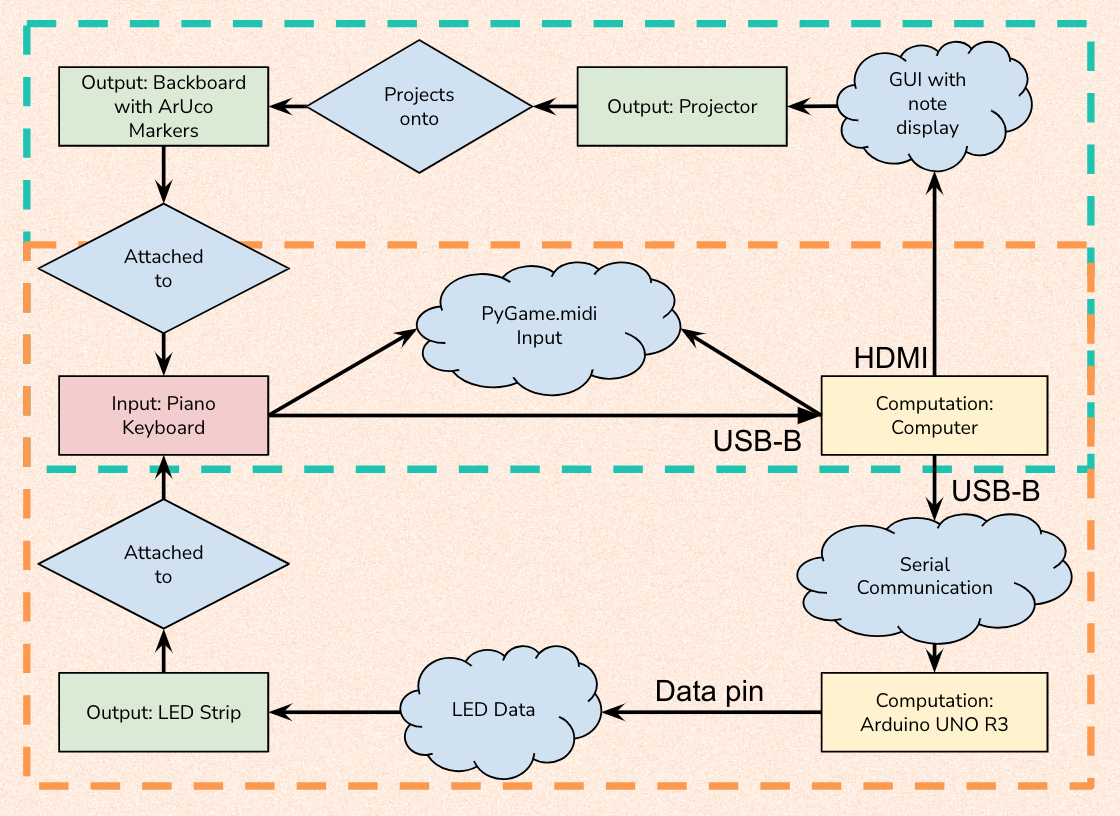 Output: Backboard
with ArUco
Markers
Projects
onto
Output: Projector
GUI with
note
display
Attached
to
PyGame.midi
Input
HDMI
Input: Piano
Keyboard
Computation:
Computer
USB-B
USB-B
Attached
to
Serial
Communication
Output: LED Strip
LED Data
Data pin
Computation:
Arduino UNO R3